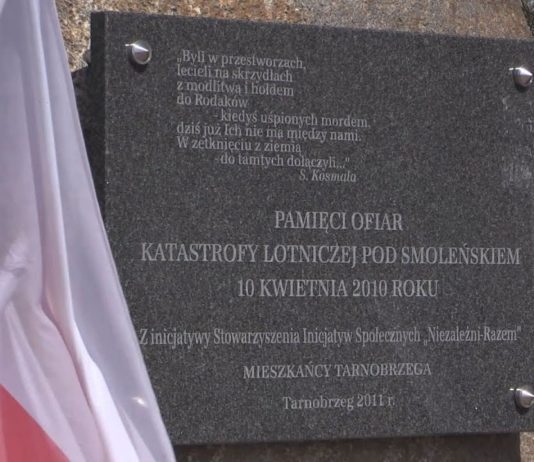 „Byli w przestworzach,
lecieli na skrzydłach
z modlitwą i hołdem
do Rodaków
kiedyś uśpionych mordem.
dziś już Ich nie ma między nami.
W zetknięciu z ziemią
do tamtych dołączyli..."
S. Kosmala
PAMIĘCI OFIAR
KATASTROFY LOTNICZEJ POD SMOLEŃSKIEM
10 KWIETNIA 2010 ROKU
Z inicjatywy Stowarzyszenia Inicjatyw Społecznych „Niezależni-Razem"
MIESZKAŃCY TARNOBRZEGA
Tarnobrzeg 2011 r.